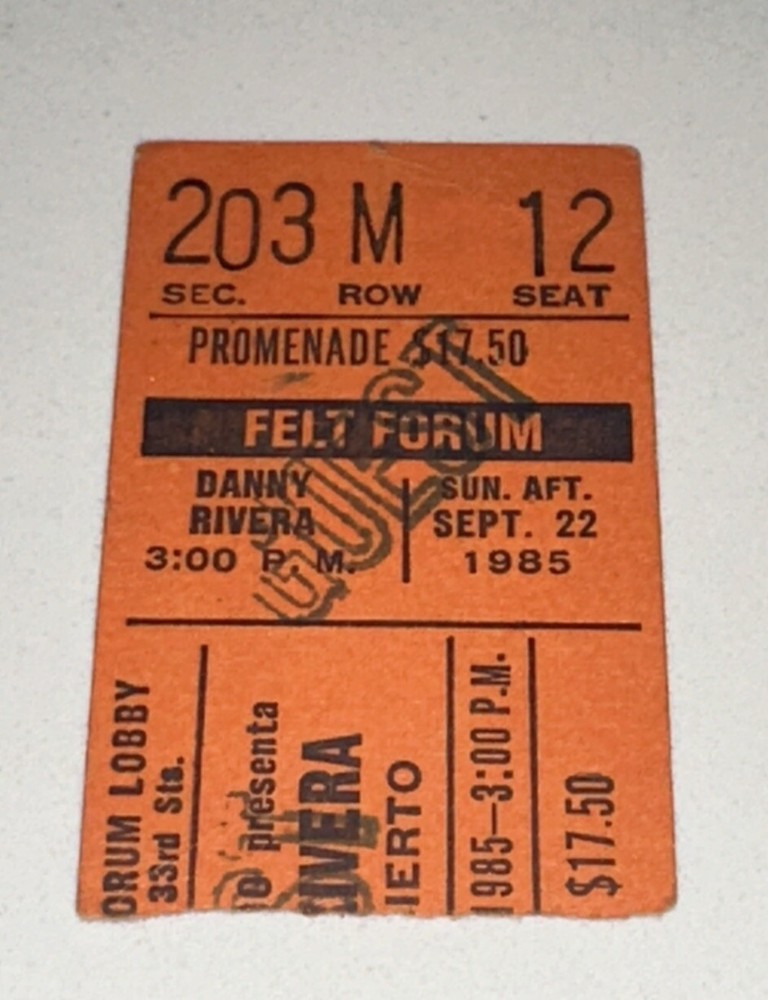 203 M 12
SEC. ROW SEAT
PROMENADE $17.50
FELT FORUM
DANNY
RIVERA
3:00 P.M.
SUN. AFT.
SEPT. 22
1985
GUEST
ORUM LOBBY
33rd Sts.
presenta
IVERA
IERTO
1985—3:00 P.M.
$17.50